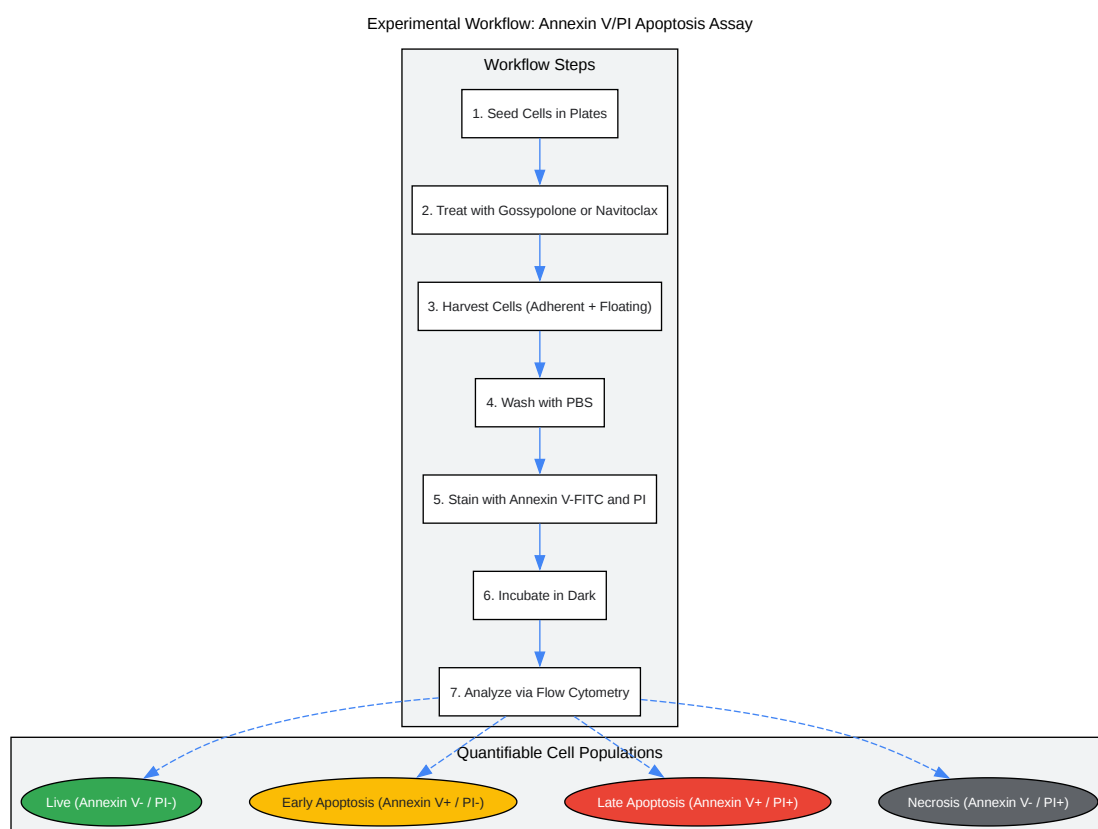 Experimental Workflow: Annexin V/PI Apoptosis Assay
Workflow Steps
1. Seed Cells in Plates
2. Treat with Gossypolone or Navitoclax
3. Harvest Cells (Adherent + Floating)
4. Wash with PBS
5. Stain with Annexin V-FITC and PI
6. Incubate in Dark
7. Analyze via Flow Cytometry
Quantifiable Cell Populations
Live (Annexin V- / PI-)
Early Apoptosis (Annexin V+ / PI-)
Late Apoptosis (Annexin V+ / PI+)
Necrosis (Annexin V- / PI+)